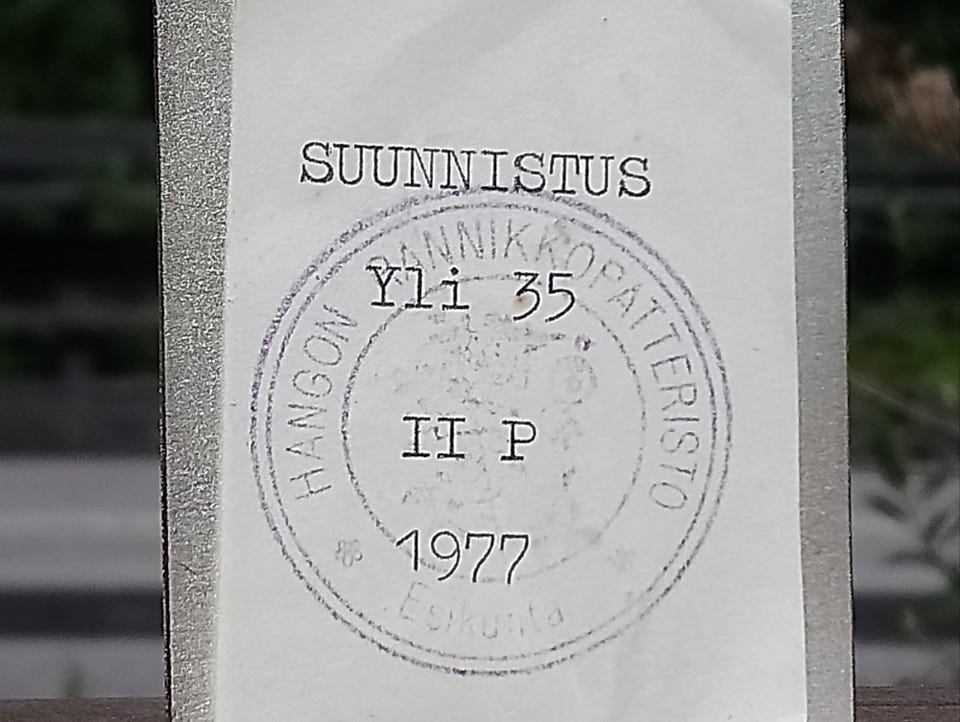 SUUNNISTUS
HANGON RANNIKKOPATTERISTO
Yli 35
II P
1977
Esikunta